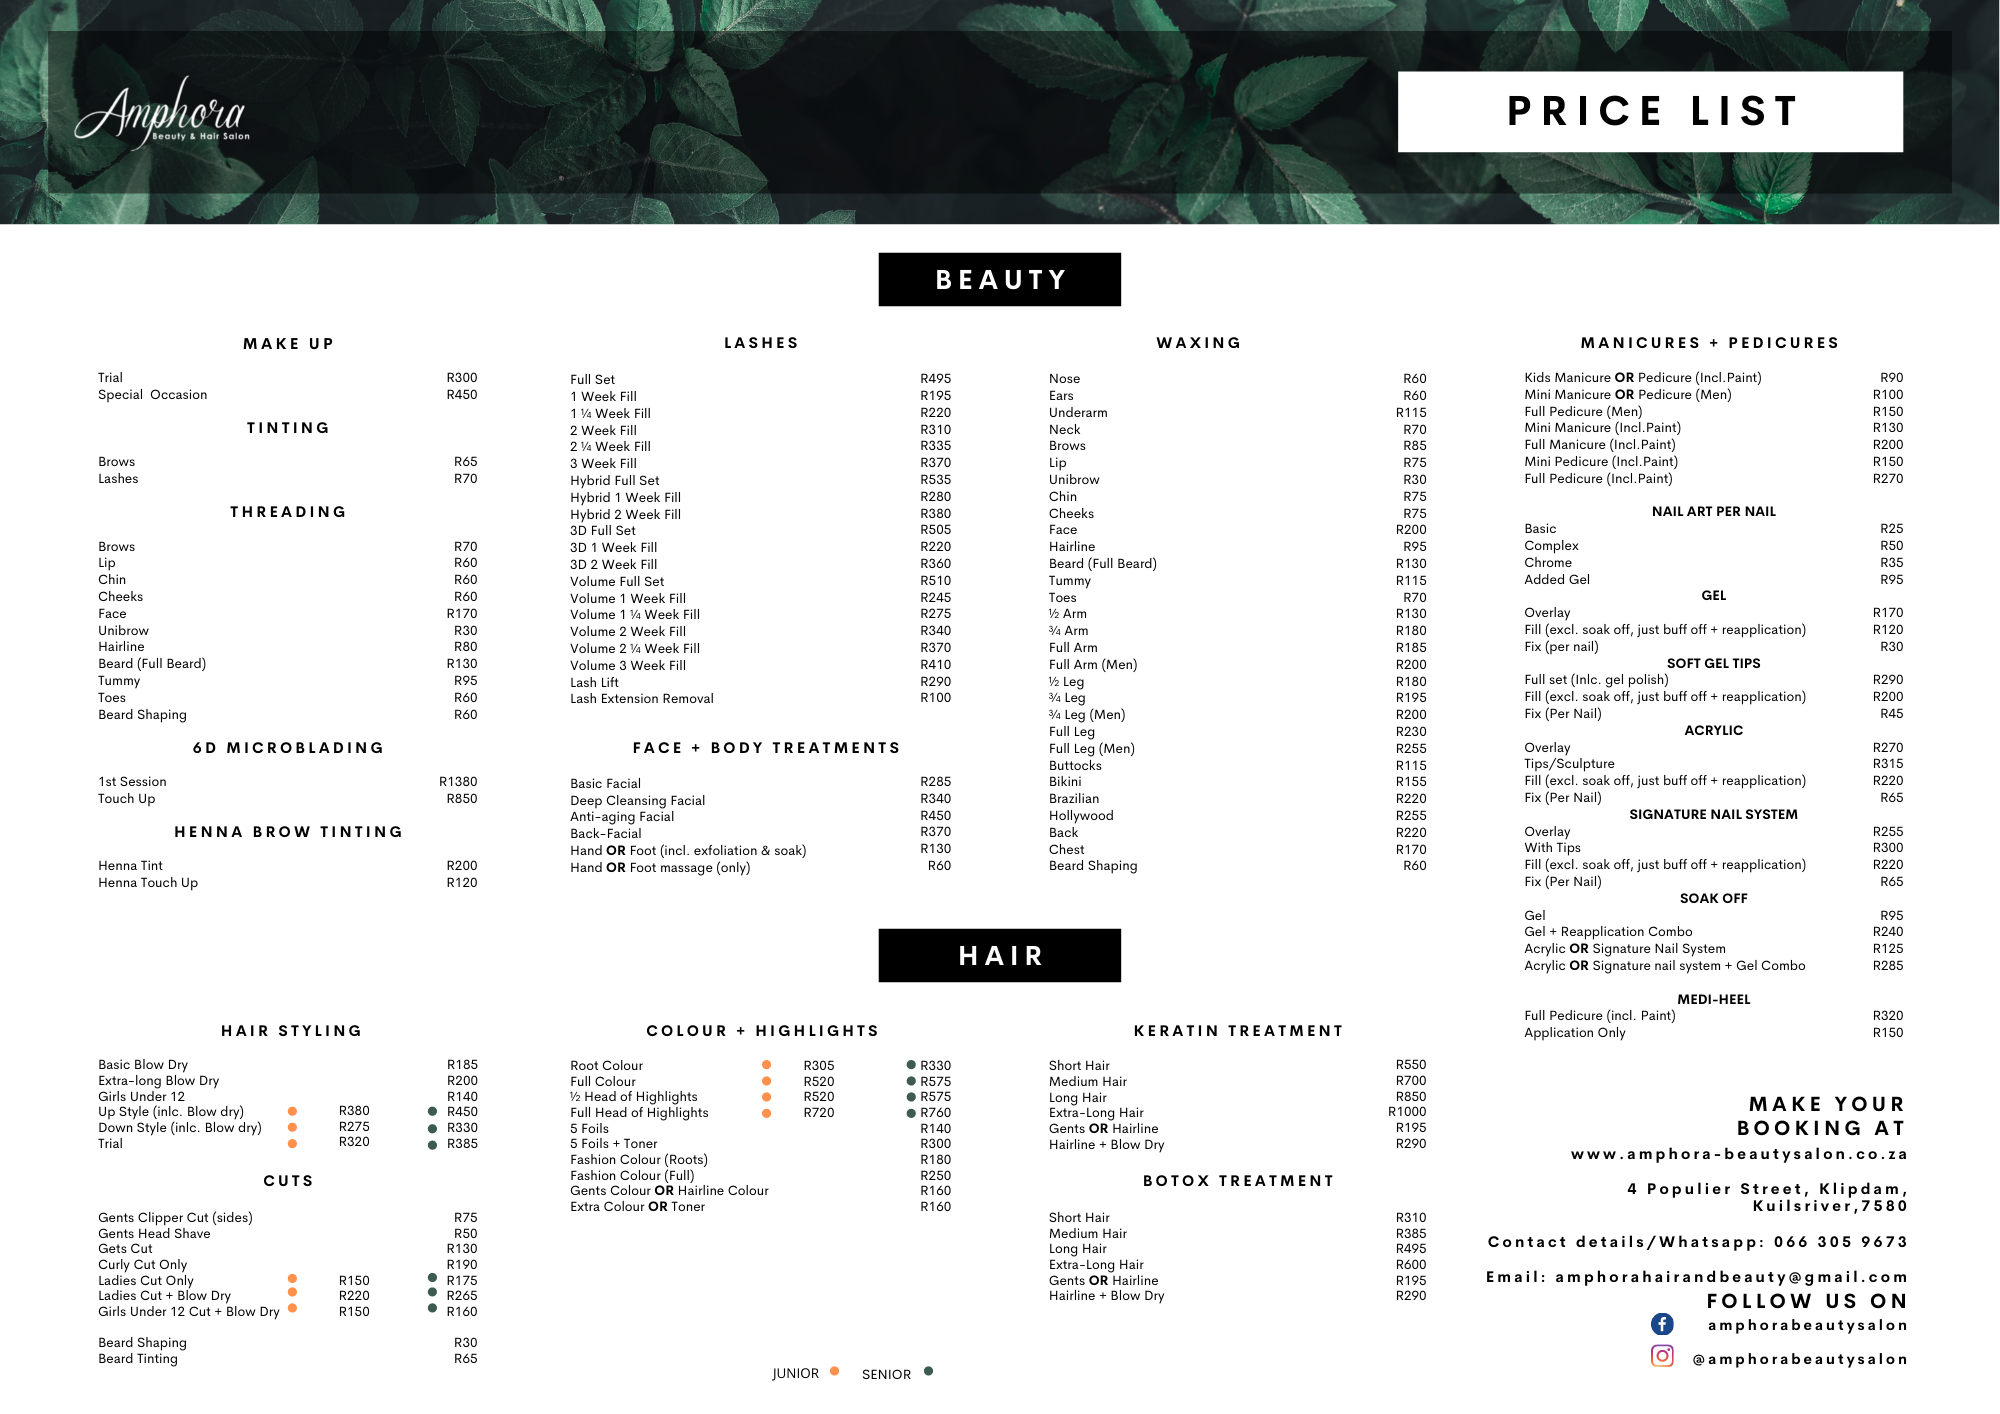 Amphora
Beauty & Hair Salon
PRICE LIST
BEAUTY
MAKE UP
Trial R300
Special Occasion R450
TINTING
Brows R65
Lashes R70
THREADING
Brows R70
Lip R60
Chin R60
Cheeks R60
Face R170
Unibrow R30
Hairline R80
Beard (Full Beard) R130
Tummy R95
Toes R60
Beard Shaping R60
6D MICROBLADING
1st Session R1380
Touch Up R850
HENNA BROW TINTING
Henna Tint R200
Henna Touch Up R120
LASHES
Full Set R495
1 Week Fill R195
1 ¼ Week Fill R220
2 Week Fill R310
2 ¼ Week Fill R335
3 Week Fill R370
Hybrid Full Set R535
Hybrid 1 Week Fill R280
Hybrid 2 Week Fill R380
3D Full Set R505
3D 1 Week Fill R220
3D 2 Week Fill R360
Volume Full Set R510
Volume 1 Week Fill R245
Volume 1 ¼ Week Fill R275
Volume 2 Week Fill R340
Volume 2 ¼ Week Fill R370
Volume 3 Week Fill R410
Lash Lift R290
Lash Extension Removal R100
FACE + BODY TREATMENTS
Basic Facial R285
Deep Cleansing Facial R340
Anti-aging Facial R450
Back-Facial R370
Hand OR Foot (incl. exfoliation & soak) R130
Hand OR Foot massage (only) R60
WAXING
Nose R60
Ears R60
Underarm R115
Neck R70
Brows R85
Lip R75
Unibrow R30
Chin R75
Cheeks R75
Face R200
Hairline R95
Beard (Full Beard) R130
Tummy R115
Toes R70
½ Arm R130
¾ Arm R180
Full Arm R185
Full Arm (Men) R200
½ Leg R180
¾ Leg R195
¾ Leg (Men) R200
Full Leg R230
Full Leg (Men) R255
Buttocks R115
Bikini R155
Brazilian R220
Hollywood R255
Back R220
Chest R170
Beard Shaping R60
MANICURES + PEDICURES
Kids Manicure OR Pedicure (Incl.Paint) R90
Mini Manicure OR Pedicure (Men) R100
Full Pedicure (Men) R150
Mini Manicure (Incl.Paint) R130
Full Manicure (Incl.Paint) R200
Mini Pedicure (Incl.Paint) R150
Full Pedicure (Incl.Paint) R270
NAIL ART PER NAIL
Basic R25
Complex R50
Chrome R35
Added Gel R95
GEL
Overlay R170
Fill (excl. soak off, just buff off + reapplication) R120
Fix (per nail) R30
SOFT GEL TIPS
Full set (Inlc. gel polish) R290
Fill (excl. soak off, just buff off + reapplication) R200
Fix (Per Nail) R45
ACRYLIC
Overlay R270
Tips/Sculpture R315
Fill (excl. soak off, just buff off + reapplication) R220
Fix (Per Nail) R65
SIGNATURE NAIL SYSTEM
Overlay R255
With Tips R300
Fill (excl. soak off, just buff off + reapplication) R220
Fix (Per Nail) R65
SOAK OFF
Gel R95
Gel + Reapplication Combo R240
Acrylic OR Signature Nail System R125
Acrylic OR Signature nail system + Gel Combo R285
MEDI-HEEL
Full Pedicure (incl. Paint) R320
Application Only R150
HAIR
HAIR STYLING
Basic Blow Dry R185
Extra-long Blow Dry R200
Girls Under 12 R140
Up Style (inlc. Blow dry) R380 R450
Down Style (inlc. Blow dry) R275 R330
Trial R320 R385
CUTS
Gents Clipper Cut (sides) R75
Gents Head Shave R50
Gets Cut R130
Curly Cut Only R190
Ladies Cut Only R150 R175
Ladies Cut + Blow Dry R220 R265
Girls Under 12 Cut + Blow Dry R150 R160
Beard Shaping R30
Beard Tinting R65
COLOUR + HIGHLIGHTS
Root Colour R305 R330
Full Colour R520 R575
½ Head of Highlights R520 R575
Full Head of Highlights R720 R760
5 Foils R140
5 Foils + Toner R300
Fashion Colour (Roots) R180
Fashion Colour (Full) R250
Gents Colour OR Hairline Colour R160
Extra Colour OR Toner R160
JUNIOR SENIOR
KERATIN TREATMENT
Short Hair R550
Medium Hair R700
Long Hair R850
Extra-Long Hair R1000
Gents OR Hairline R195
Hairline + Blow Dry R290
BOTOX TREATMENT
Short Hair R310
Medium Hair R385
Long Hair R495
Extra-Long Hair R600
Gents OR Hairline R195
Hairline + Blow Dry R290
MAKE YOUR
BOOKING AT
www.amphora-beautysalon.co.za
4 Populier Street, Klipdam,
Kuilsriver,7580
Contact details/Whatsapp: 066 305 9673
Email: amphorahairandbeauty@gmail.com
FOLLOW US ON
amphorabeautysalon
@amphorabeautysalon